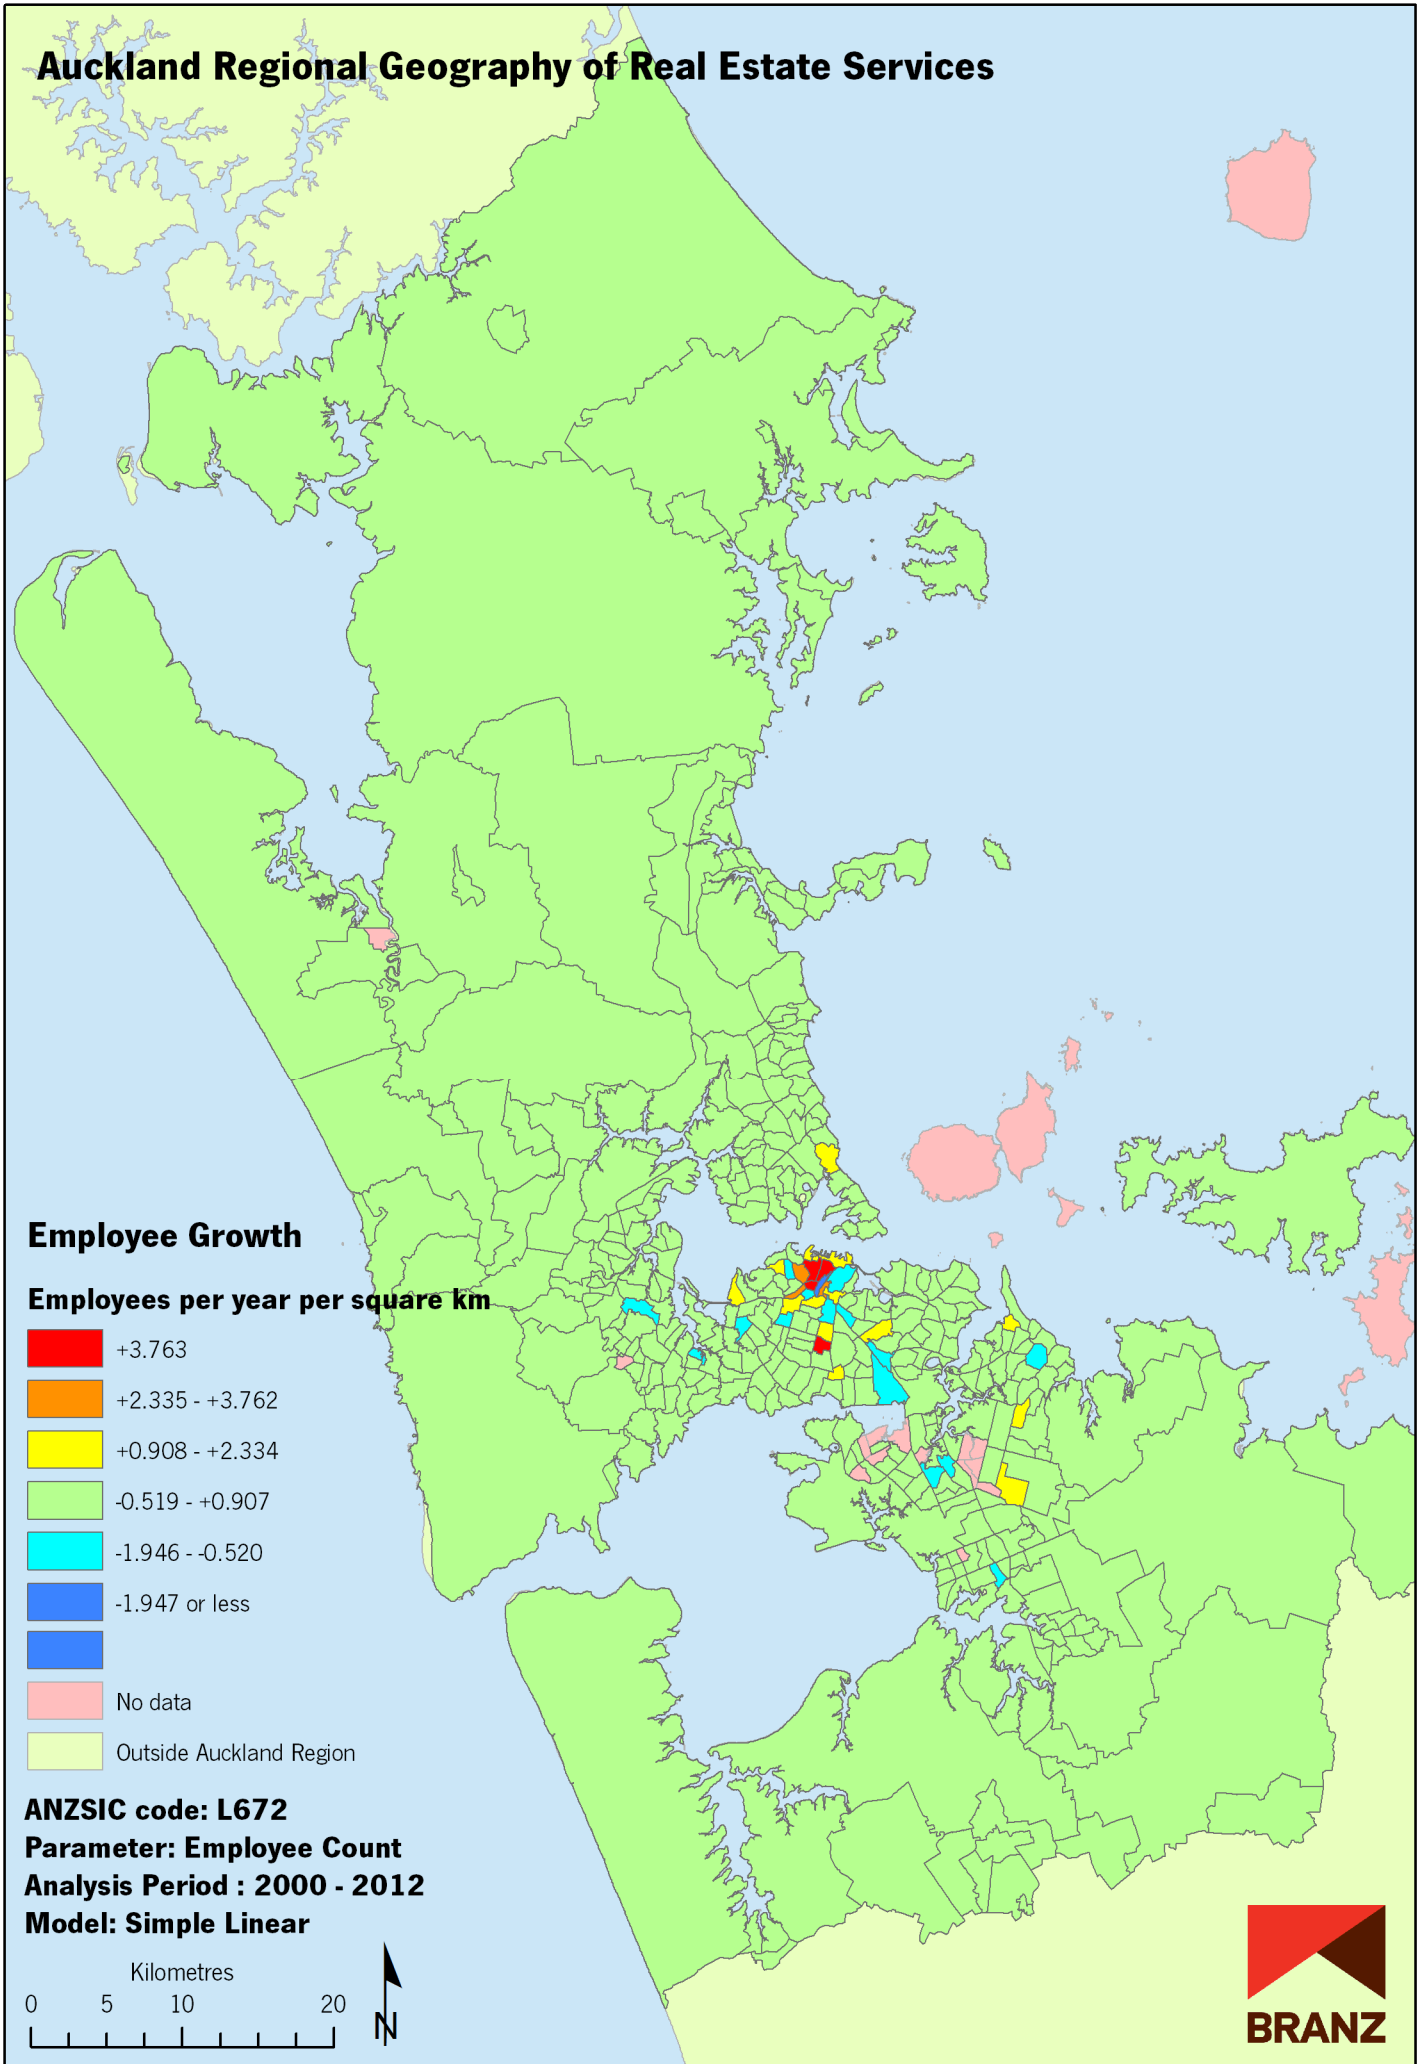 Auckland Regional Geography of Real Estate Services
Employee Growth
Employees per year per square km
+3.763
+2.335 - +3.762
+0.908 - +2.334
-0.519 - +0.907
-1.946 - -0.520
-1.947 or less
No data
Outside Auckland Region
ANZSIC code: L672
Parameter: Employee Count
Analysis Period : 2000 - 2012
Model: Simple Linear
Kilometres
0 5 10 20
N
BRANZ